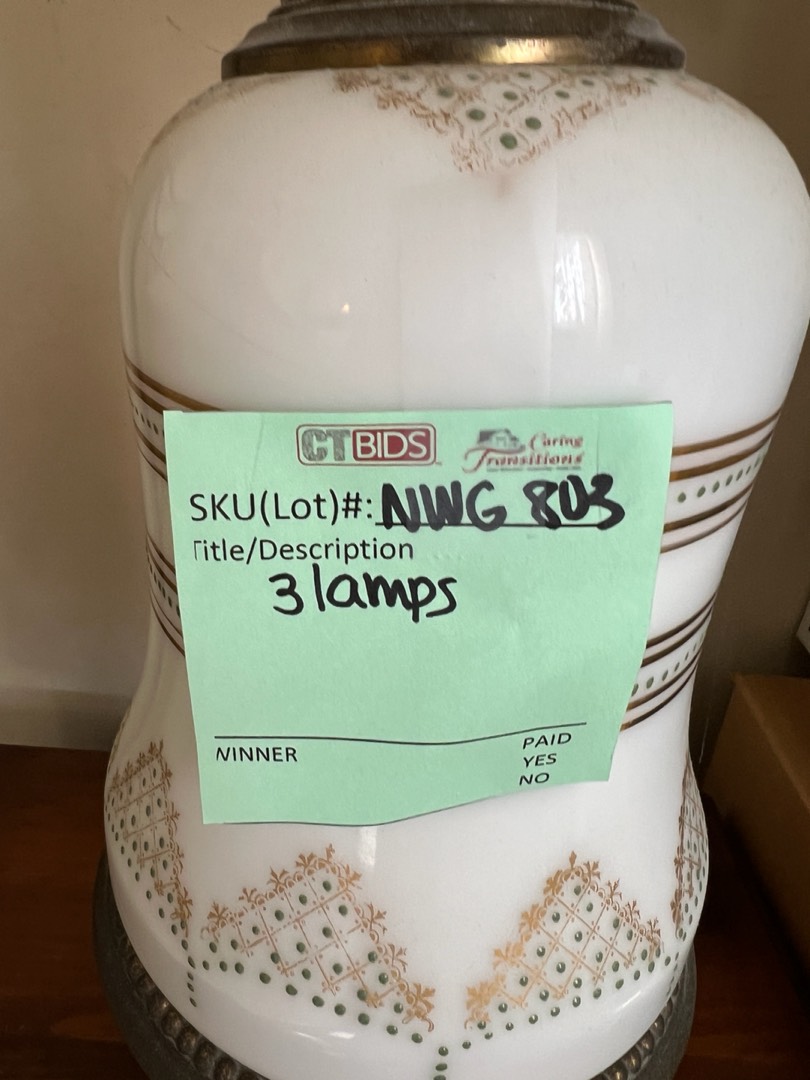 CTBIDS Caring
Transitions
SKU(Lot)#: NWG 803
Title/Description
3 lamps
WINNER PAID
YES
NO